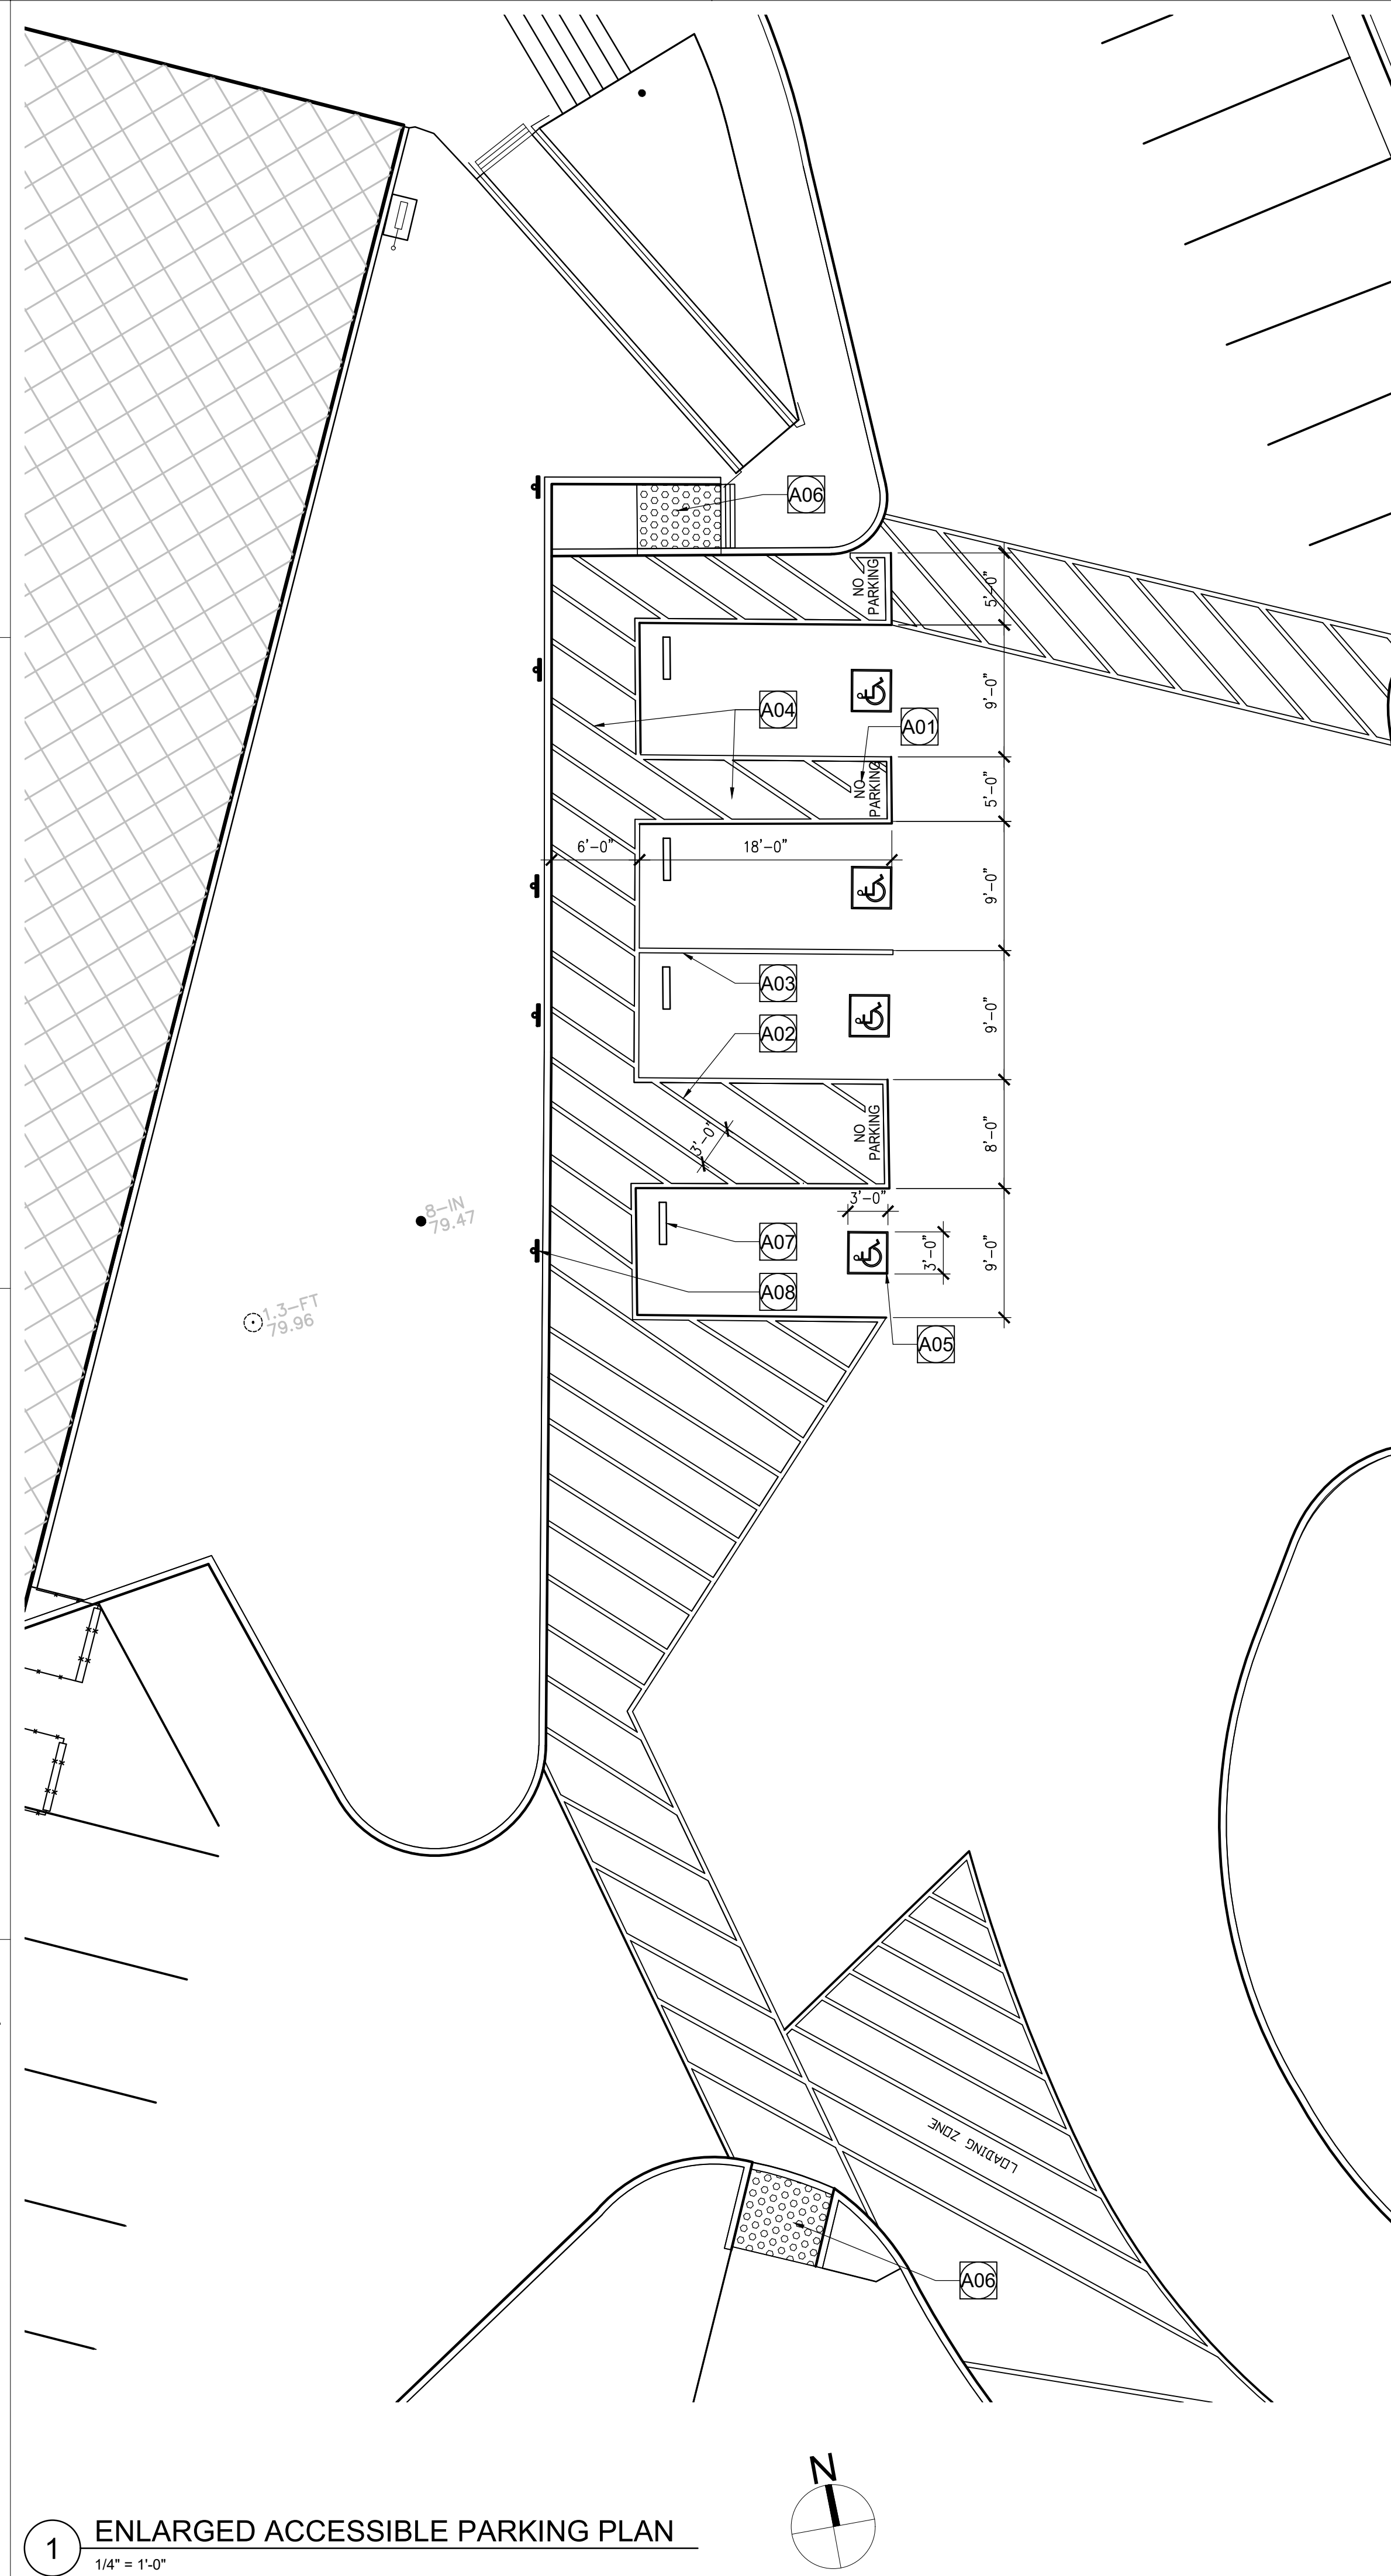 A06
NO
PARKING
5'-0"
A04
A01
9'-0"
NO
PARKING
5'-0"
6'-0"
18'-0"
9'-0"
A03
9'-0"
A02
NO
PARKING
3'-0"
8'-0"
8-IN
79.47
3'-0"
A07
3'-0"
9'-0"
A08
1.3-FT
79.96
A05
LOADING ZONE
A06
N
1
ENLARGED ACCESSIBLE PARKING PLAN
1/4" = 1'-0"